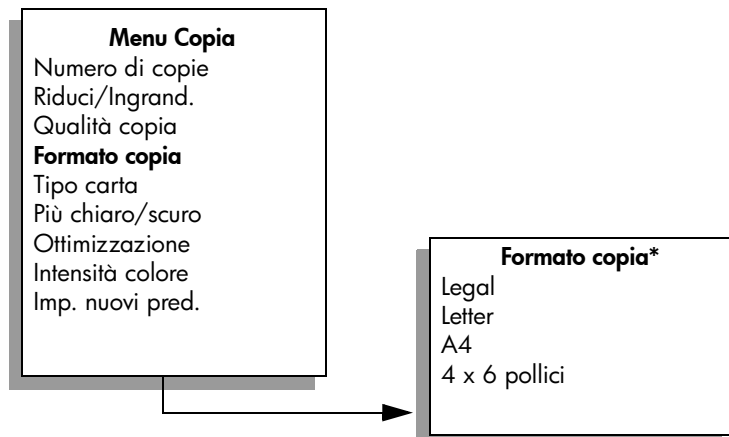 Menu Copia
Numero di copie
Riduci/Ingrand.
Qualità copia
Formato copia
Tipo carta
Più chiaro/scuro
Ottimizzazione
Intensità colore
Imp. nuovi pred.
Formato copia*
Legal
Letter
A4
4 x 6 pollici